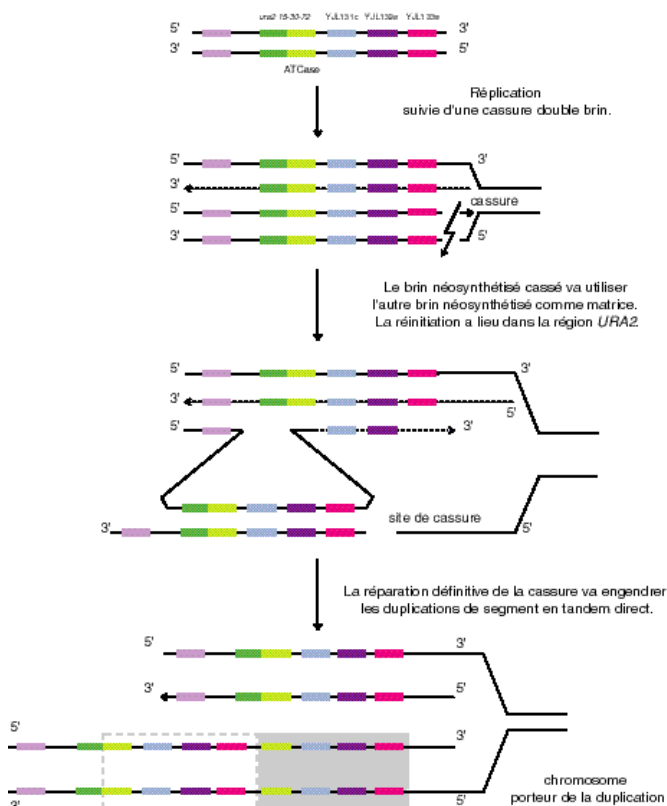 ura2 15-30-72 YJL131c YJL130c YJL133w
5' 3'
3' 5'
ATCase
Réplication
suivie d'une cassure double brin.
5' 3'
3'
cassure
5'
3' 5'
Le brin néosynthétisé cassé va utiliser
l'autre brin néosynthétisé comme matrice.
La réinitiation a lieu dans la région URA2.
5' 3'
3' 5'
5' 3'
site de cassure
3' 5'
La réparation définitive de la cassure va engendrer
les duplications de segment en tandem direct.
5' 3'
3' 5'
5' 3'
chromosome
3' 5' porteur de la duplication